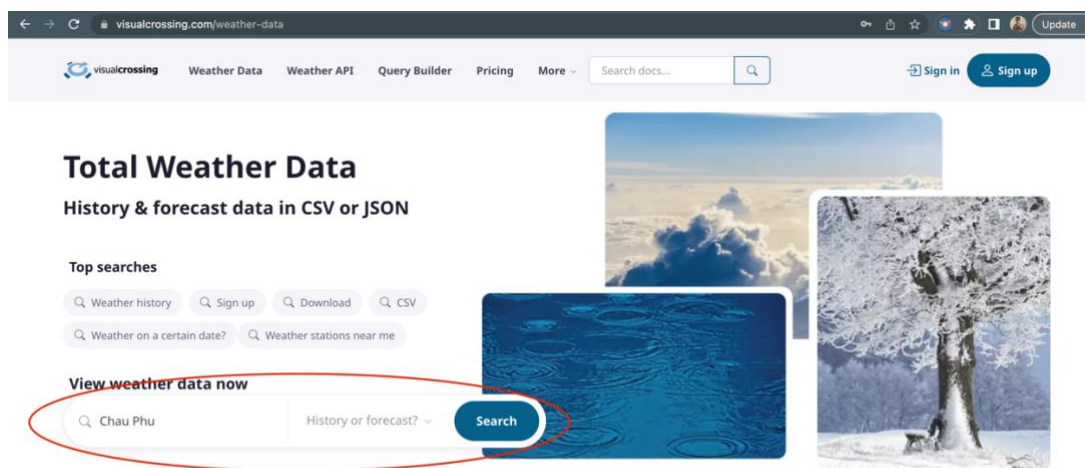 visualcrossing.com/weather-data
Update
visualcrossing Weather Data Weather API Query Builder Pricing More Search docs... Sign in Sign up
Total Weather Data
History & forecast data in CSV or JSON
Top searches
Weather history Sign up Download CSV
Weather on a certain date? Weather stations near me
View weather data now
Chau Phu History or forecast? Search